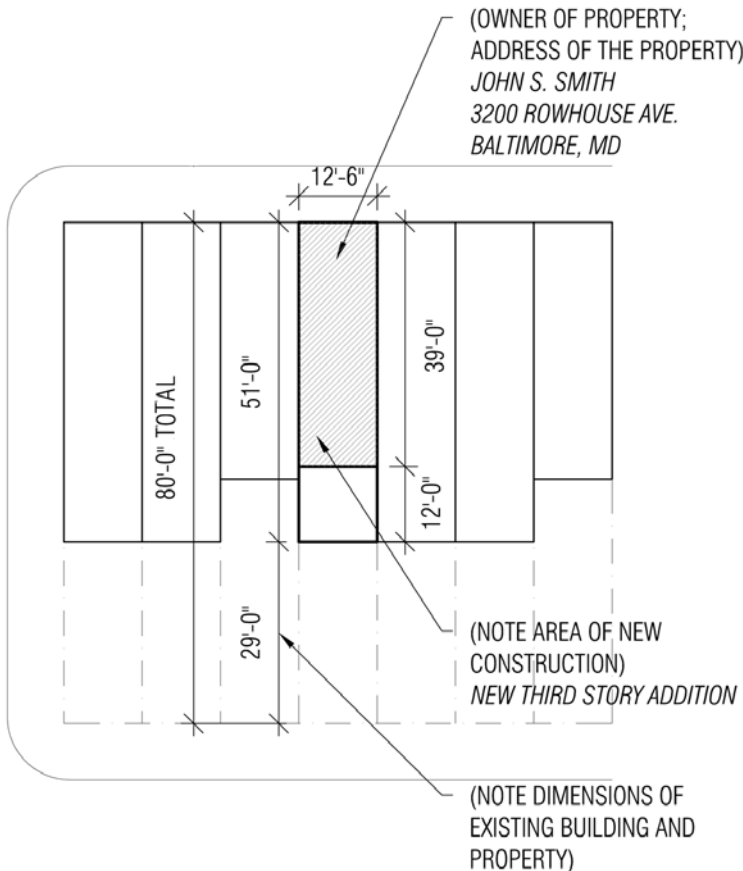 (OWNER OF PROPERTY;
ADDRESS OF THE PROPERTY)
JOHN S. SMITH
3200 ROWHOUSE AVE.
BALTIMORE, MD
12'-6"
80'-0" TOTAL
51'-0"
39'-0"
12'-0"
29'-0"
(NOTE AREA OF NEW
CONSTRUCTION)
NEW THIRD STORY ADDITION
(NOTE DIMENSIONS OF
EXISTING BUILDING AND
PROPERTY)